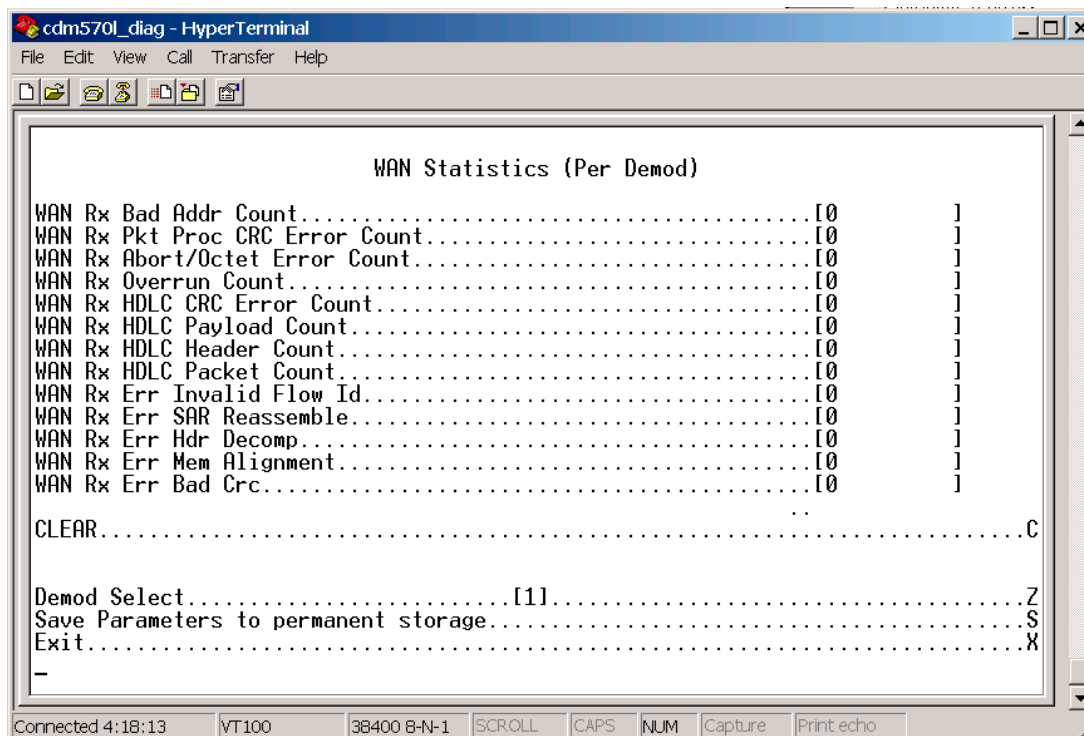 cdm570l_diag - HyperTerminal
File Edit View Call Transfer Help
WAN Statistics (Per Demod)
WAN Rx Bad Addr Count.........................................[0 ]
WAN Rx Pkt Proc CRC Error Count...............................[0 ]
WAN Rx Abort/Octet Error Count................................[0 ]
WAN Rx Overrun Count..........................................[0 ]
WAN Rx HDLC CRC Error Count...................................[0 ]
WAN Rx HDLC Payload Count.....................................[0 ]
WAN Rx HDLC Header Count......................................[0 ]
WAN Rx HDLC Packet Count......................................[0 ]
WAN Rx Err Invalid Flow Id....................................[0 ]
WAN Rx Err SAR Reassemble.....................................[0 ]
WAN Rx Err Hdr Decomp.........................................[0 ]
WAN Rx Err Mem Alignment......................................[0 ]
WAN Rx Err Bad Crc............................................[0 ]
..
CLEAR..........................................................................C
Demod Select..........................[1]......................................Z
Save Parameters to permanent storage...........................................S
Exit...........................................................................X
Connected 4:18:13 VT100 38400 8-N-1 SCROLL CAPS NUM Capture Print echo